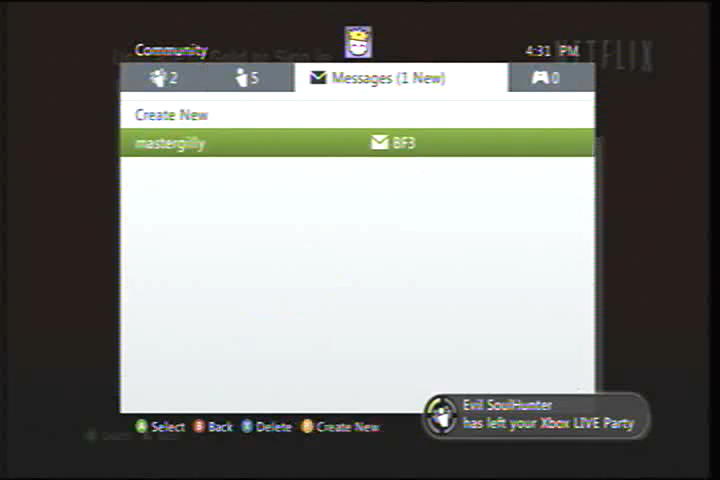 Community
4:31 PM
NETFLIX
2
5
Messages (1 New)
0
Create New
mastergilly
BF3
Evil SoulHunter
has left your Xbox LIVE Party
A Select B Back X Delete Y Create New